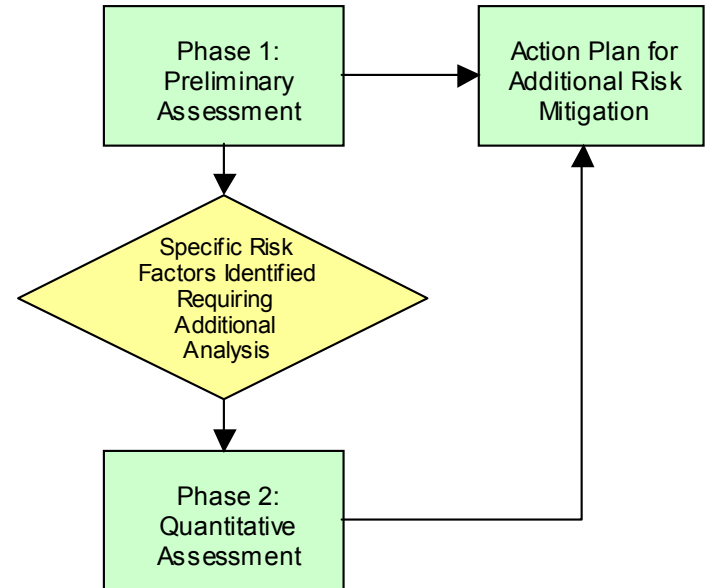 Phase 1:
Preliminary
Assessment
Action Plan for
Additional Risk
Mitigation
Specific Risk
Factors Identified
Requiring
Additional
Analysis
Phase 2:
Quantitative
Assessment